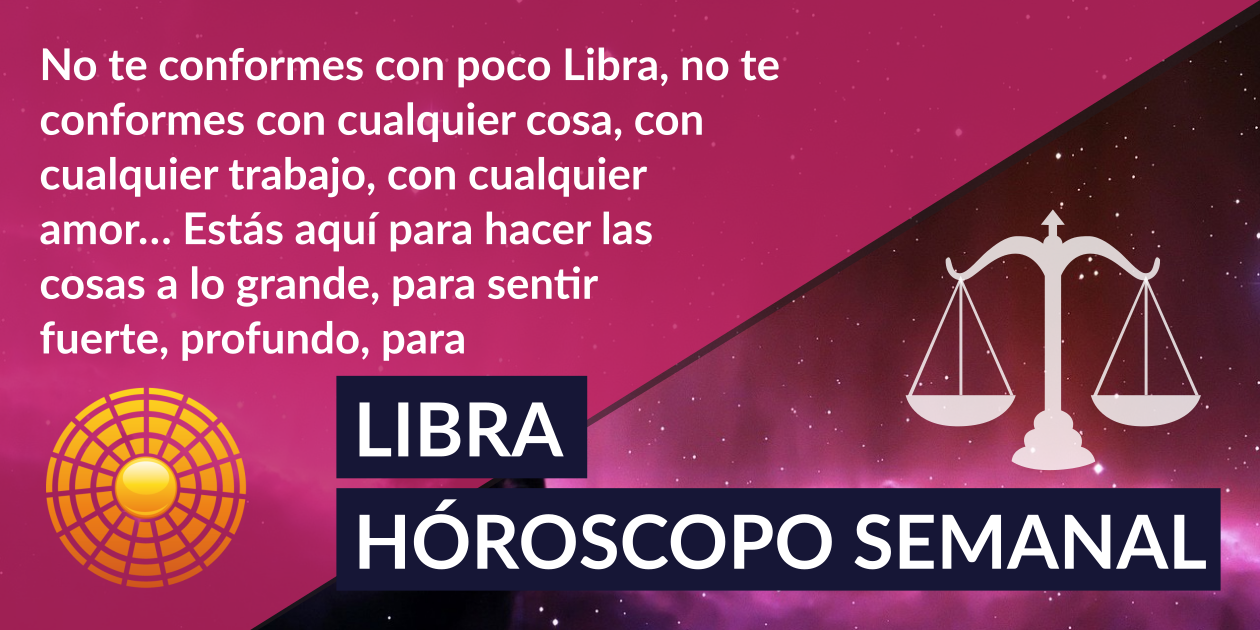 No te conformes con poco Libra, no te
conformes con cualquier cosa, con
cualquier trabajo, con cualquier
amor... Estás aquí para hacer las
cosas a lo grande, para sentir
fuerte, profundo, para
LIBRA
HÓROSCOPO SEMANAL